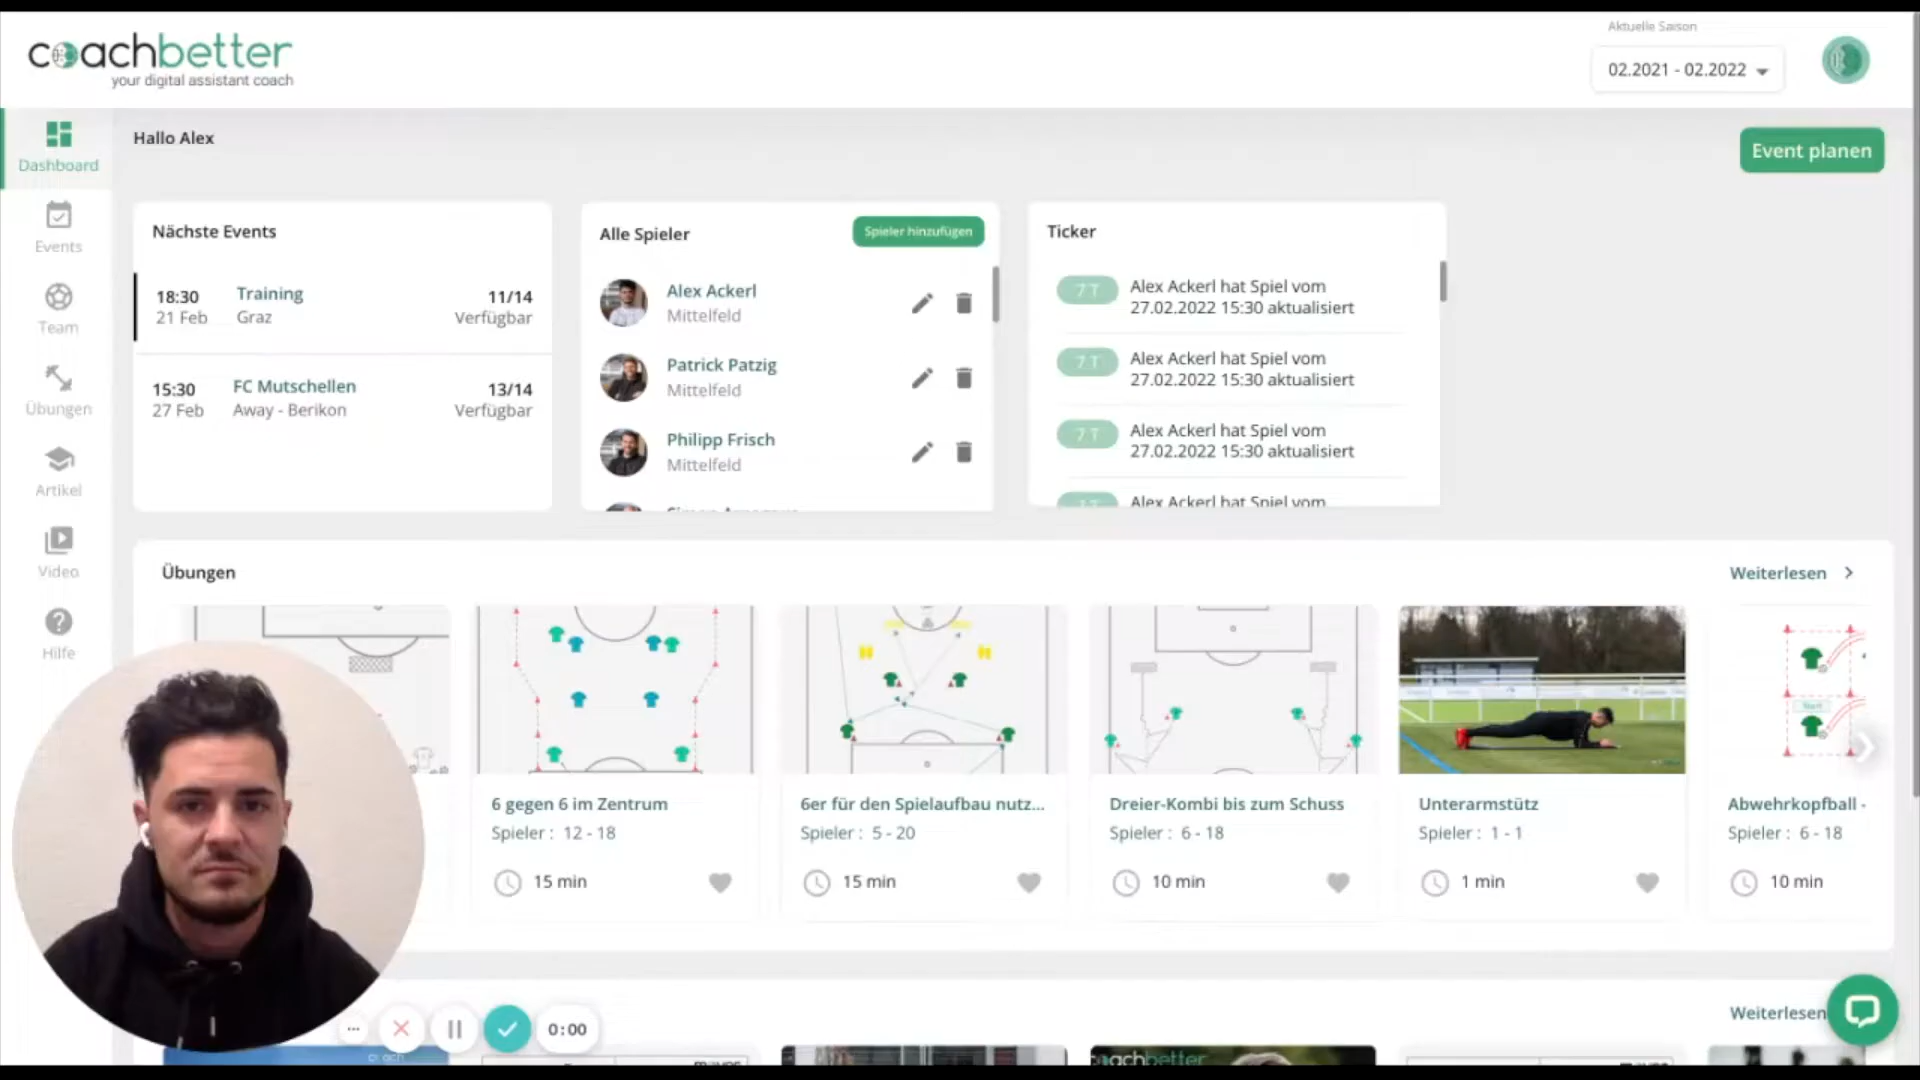 Aktuelle Saison
coachbetter
your digital assistant coach
02.2021 - 02.2022
Dashboard
Events
Team
Übungen
Artikel
Video
Hilfe
Hallo Alex
Event planen
Nächste Events
18:30 Training 11/14
21 Feb Graz Verfügbar
15:30 FC Mutschellen 13/14
27 Feb Away - Berikon Verfügbar
Alle Spieler
Spieler hinzufügen
Alex Ackerl
Mittelfeld
Patrick Patzig
Mittelfeld
Philipp Frisch
Mittelfeld
Ticker
7 T Alex Ackerl hat Spiel vom
27.02.2022 15:30 aktualisiert
7 T Alex Ackerl hat Spiel vom
27.02.2022 15:30 aktualisiert
7 T Alex Ackerl hat Spiel vom
27.02.2022 15:30 aktualisiert
Alex Ackerl hat Spiel vom
Übungen
Weiterlesen
Start
6 gegen 6 im Zentrum
Spieler : 12 - 18
15 min
6er für den Spielaufbau nutz...
Spieler : 5 - 20
15 min
Dreier-Kombi bis zum Schuss
Spieler : 6 - 18
10 min
Unterarmstütz
Spieler : 1 - 1
1 min
Abwehrkopfball -
Spieler : 6 - 18
10 min
0:00
Weiterlesen
coachbetter